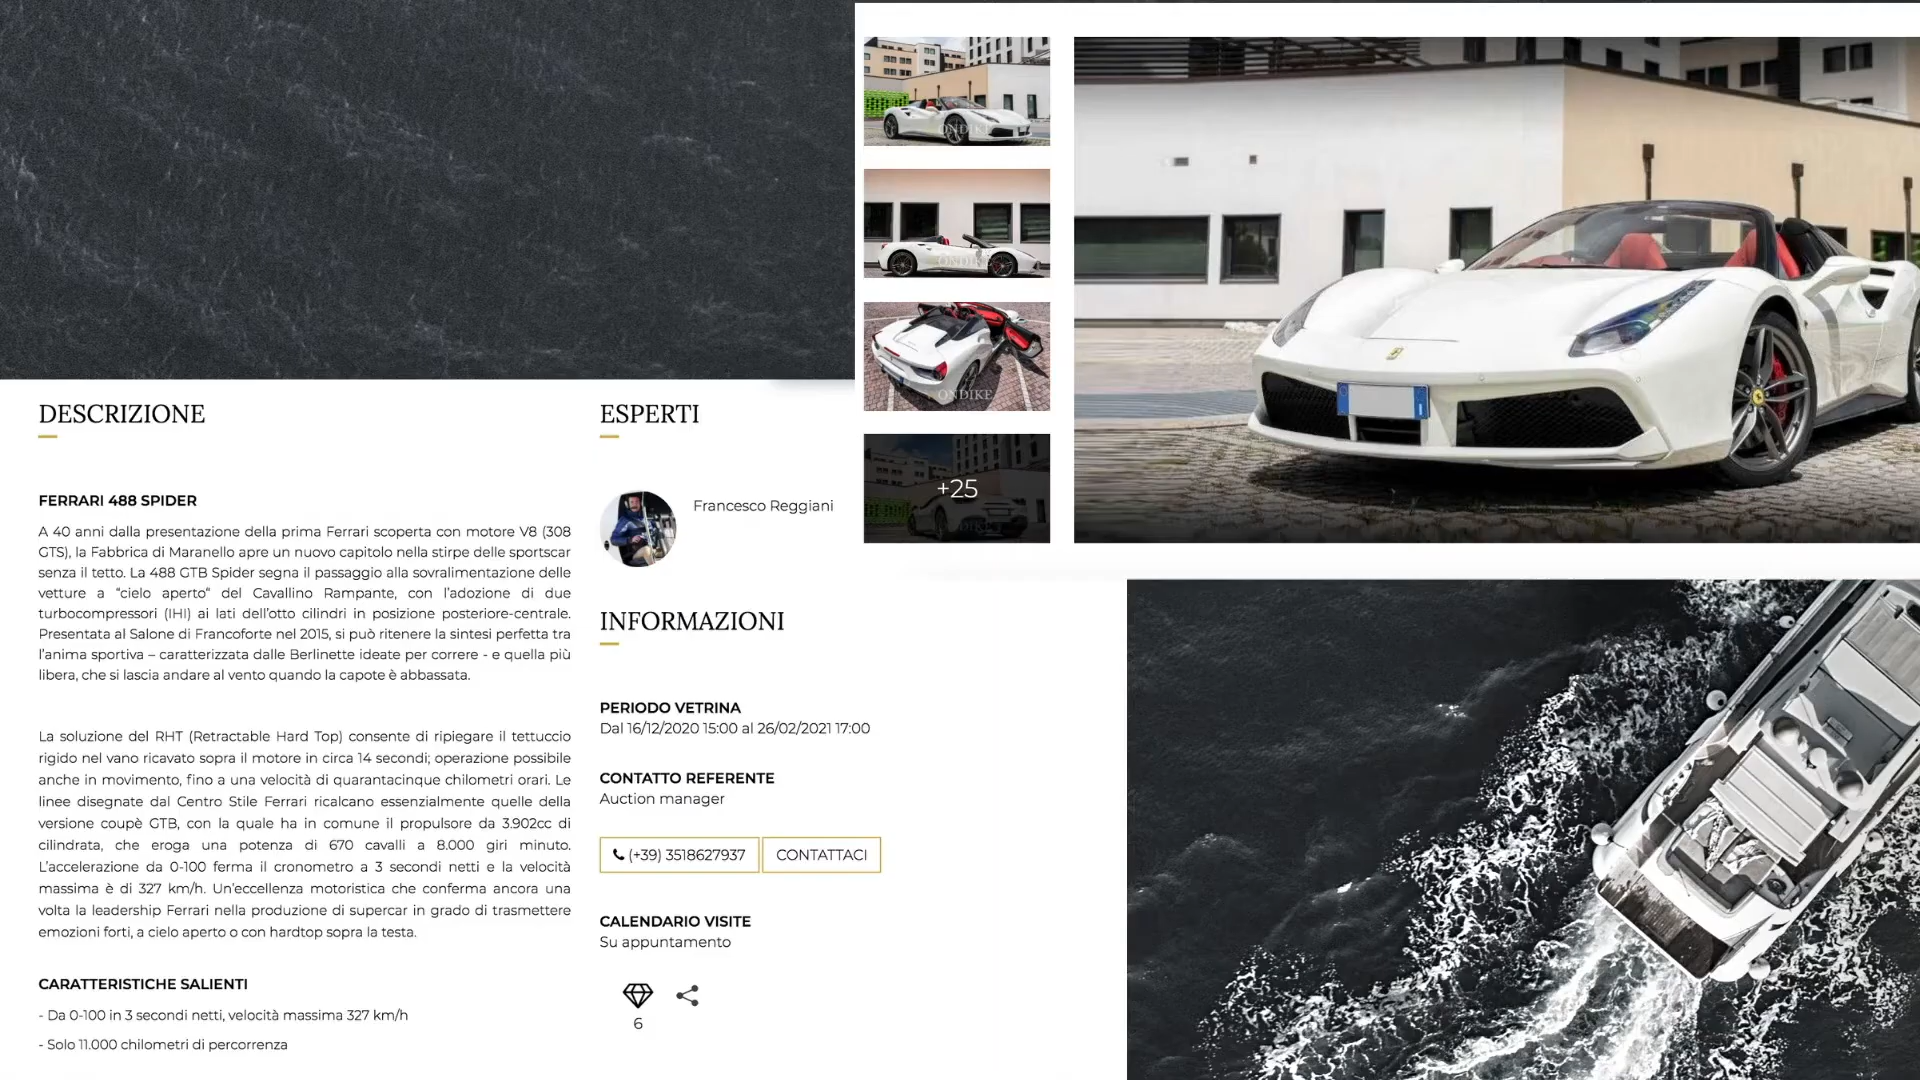 DESCRIZIONE
FERRARI 488 SPIDER
A 40 anni dalla presentazione della prima Ferrari scoperta con motore V8 (308
GTS), la Fabbrica di Maranello apre un nuovo capitolo nella stirpe delle sportscar
senza il tetto. La 488 GTB Spider segna il passaggio alla sovralimentazione delle
vetture a “cielo aperto“ del Cavallino Rampante, con l’adozione di due
turbocompressori (IHI) ai lati dell’otto cilindri in posizione posteriore-centrale.
Presentata al Salone di Francoforte nel 2015, si può ritenere la sintesi perfetta tra
l’anima sportiva – caratterizzata dalle Berlinette ideate per correre - e quella più
libera, che si lascia andare al vento quando la capote è abbassata.
La soluzione del RHT (Retractable Hard Top) consente di ripiegare il tettuccio
rigido nel vano ricavato sopra il motore in circa 14 secondi; operazione possibile
anche in movimento, fino a una velocità di quarantacinque chilometri orari. Le
linee disegnate dal Centro Stile Ferrari ricalcano essenzialmente quelle della
versione coupè GTB, con la quale ha in comune il propulsore da 3.902cc di
cilindrata, che eroga una potenza di 670 cavalli a 8.000 giri minuto.
L’accelerazione da 0-100 ferma il cronometro a 3 secondi netti e la velocità
massima è di 327 km/h. Un’eccellenza motoristica che conferma ancora una
volta la leadership Ferrari nella produzione di supercar in grado di trasmettere
emozioni forti, a cielo aperto o con hardtop sopra la testa.
CARATTERISTICHE SALIENTI
- Da 0-100 in 3 secondi netti, velocità massima 327 km/h
- Solo 11.000 chilometri di percorrenza
ESPERTI
Francesco Reggiani
INFORMAZIONI
PERIODO VETRINA
Dal 16/12/2020 15:00 al 26/02/2021 17:00
CONTATTO REFERENTE
Auction manager
(+39) 3518627937
CONTATTACI
CALENDARIO VISITE
Su appuntamento
6
ONDIKE
ONDIKE
ONDIKE
+25
ONDIKE